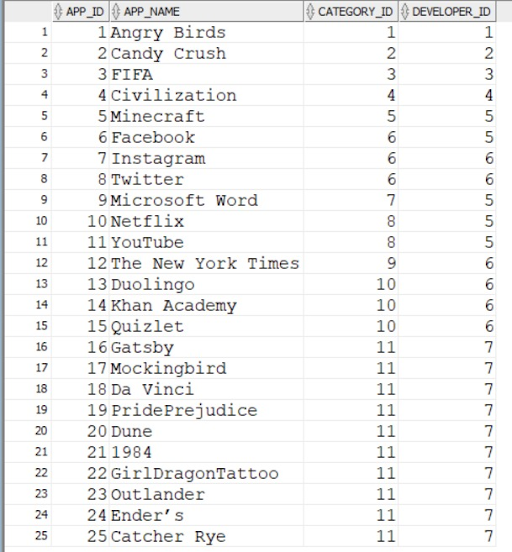 APP_ID APP_NAME CATEGORY_ID DEVELOPER_ID
1 1 Angry Birds 1 1
2 2 Candy Crush 2 2
3 3 FIFA 3 3
4 4 Civilization 4 4
5 5 Minecraft 5 5
6 6 Facebook 6 5
7 7 Instagram 6 6
8 8 Twitter 6 6
9 9 Microsoft Word 7 5
10 10 Netflix 8 5
11 11 YouTube 8 5
12 12 The New York Times 9 6
13 13 Duolingo 10 6
14 14 Khan Academy 10 6
15 15 Quizlet 10 6
16 16 Gatsby 11 7
17 17 Mockingbird 11 7
18 18 Da Vinci 11 7
19 19 PridePrejudice 11 7
20 20 Dune 11 7
21 21 1984 11 7
22 22 GirlDragonTattoo 11 7
23 23 Outlander 11 7
24 24 Ender’s 11 7
25 25 Catcher Rye 11 7